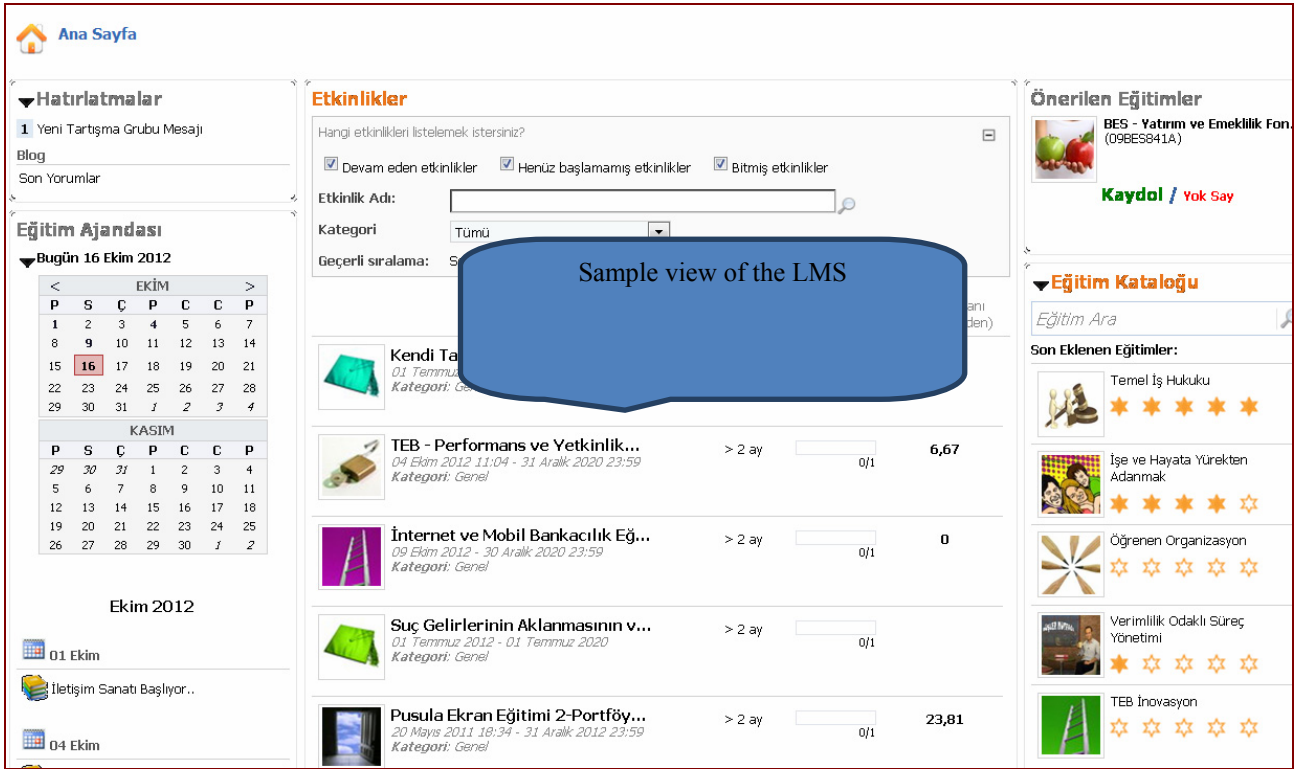 Ana Sayfa
Hatırlatmalar
1 Yeni Tartışma Grubu Mesajı
Blog
Son Yorumlar
Eğitim Ajandası
Bugün 16 Ekim 2012
< EKİM >
P S Ç P C C P
1 2 3 4 5 6 7
8 9 10 11 12 13 14
15 16 17 18 19 20 21
22 23 24 25 26 27 28
29 30 31 1 2 3 4
KASIM
P S Ç P C C P
29 30 31 1 2 3 4
5 6 7 8 9 10 11
12 13 14 15 16 17 18
19 20 21 22 23 24 25
26 27 28 29 30 1 2
Ekim 2012
01 Ekim
İletişim Sanatı Başlıyor..
04 Ekim
Etkinlikler
Hangi etkinlikleri listelemek istersiniz?
Devam eden etkinlikler Henüz başlamamış etkinlikler Bitmiş etkinlikler
Etkinlik Adı:
Kategori Tümü
Geçerli sıralama:
Sample view of the LMS
Kendi
01 Temmuz
Kategori:
TEB - Performans ve Yetkinlik... > 2 ay 6,67
04 Ekim 2012 11:04 - 31 Aralık 2020 23:59 0/1
Kategori: Genel
İnternet ve Mobil Bankacılık Eğ... > 2 ay 0
09 Ekim 2012 - 30 Aralık 2020 23:59 0/1
Kategori: Genel
Suç Gelirlerinin Aklanmasının v... > 2 ay
01 Temmuz 2012 - 01 Temmuz 2020 0/1
Kategori: Genel
Pusula Ekran Eğitimi 2-Portföy... > 2 ay 23,81
20 Mayıs 2011 18:34 - 31 Aralık 2012 23:59 0/1
Kategori: Genel
Önerilen Eğitimler
BES - Yatırım ve Emeklilik Fon.
(09BES841A)
Kaydol / Yok Say
Eğitim Kataloğu
Eğitim Ara
Son Eklenen Eğitimler:
Temel İş Hukuku
İşe ve Hayata Yürekten
Adanmak
Öğrenen Organizasyon
Verimlilik Odaklı Süreç
Yönetimi
TEB İnovasyon